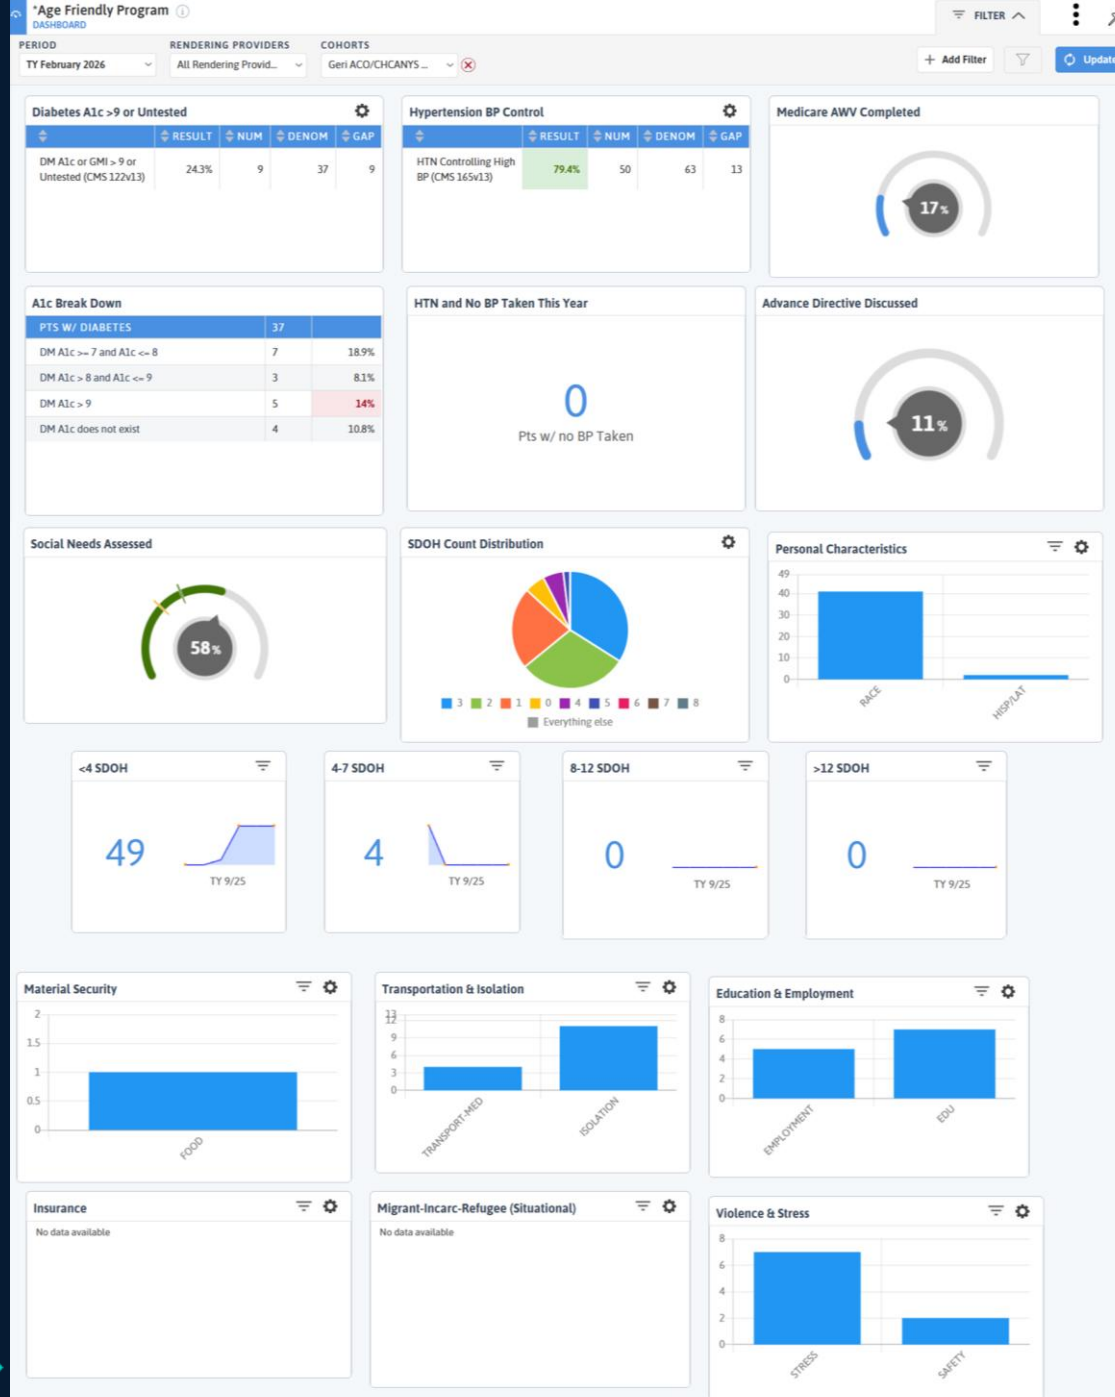 *Age Friendly Program
DASHBOARD
FILTER
PERIOD
RENDERING PROVIDERS
COHORTS
TY February 2026
All Rendering Provid...
Geri ACO/CHCANYS ...
+ Add Filter
Update
Diabetes A1c >9 or Untested
RESULT NUM DENOM GAP
DM A1c or GMI > 9 or
Untested (CMS 122v13)
24.3% 9 37 9
Hypertension BP Control
RESULT NUM DENOM GAP
HTN Controlling High
BP (CMS 165v13)
79.4% 50 63 13
Medicare AWV Completed
17%
A1c Break Down
PTS W/ DIABETES 37
DM A1c >= 7 and A1c <= 8 7 18.9%
DM A1c > 8 and A1c <= 9 3 8.1%
DM A1c > 9 5 14%
DM A1c does not exist 4 10.8%
HTN and No BP Taken This Year
0
Pts w/ no BP Taken
Advance Directive Discussed
11%
Social Needs Assessed
58%
SDOH Count Distribution
3 2 1 0 4 5 6 7 8
Everything else
Personal Characteristics
49
40
30
20
10
0
RACE
HISP/LAT
<4 SDOH
49
TY 9/25
4-7 SDOH
4
TY 9/25
8-12 SDOH
0
TY 9/25
>12 SDOH
0
TY 9/25
Material Security
2
1.5
1
0.5
0
FOOD
Transportation & Isolation
13
12
9
6
3
0
TRANSPORT-MED
ISOLATION
Education & Employment
8
6
4
2
0
EMPLOYMENT
EDU
Insurance
No data available
Migrant-Incarc-Refugee (Situational)
No data available
Violence & Stress
8
6
4
2
0
STRESS
SAFETY